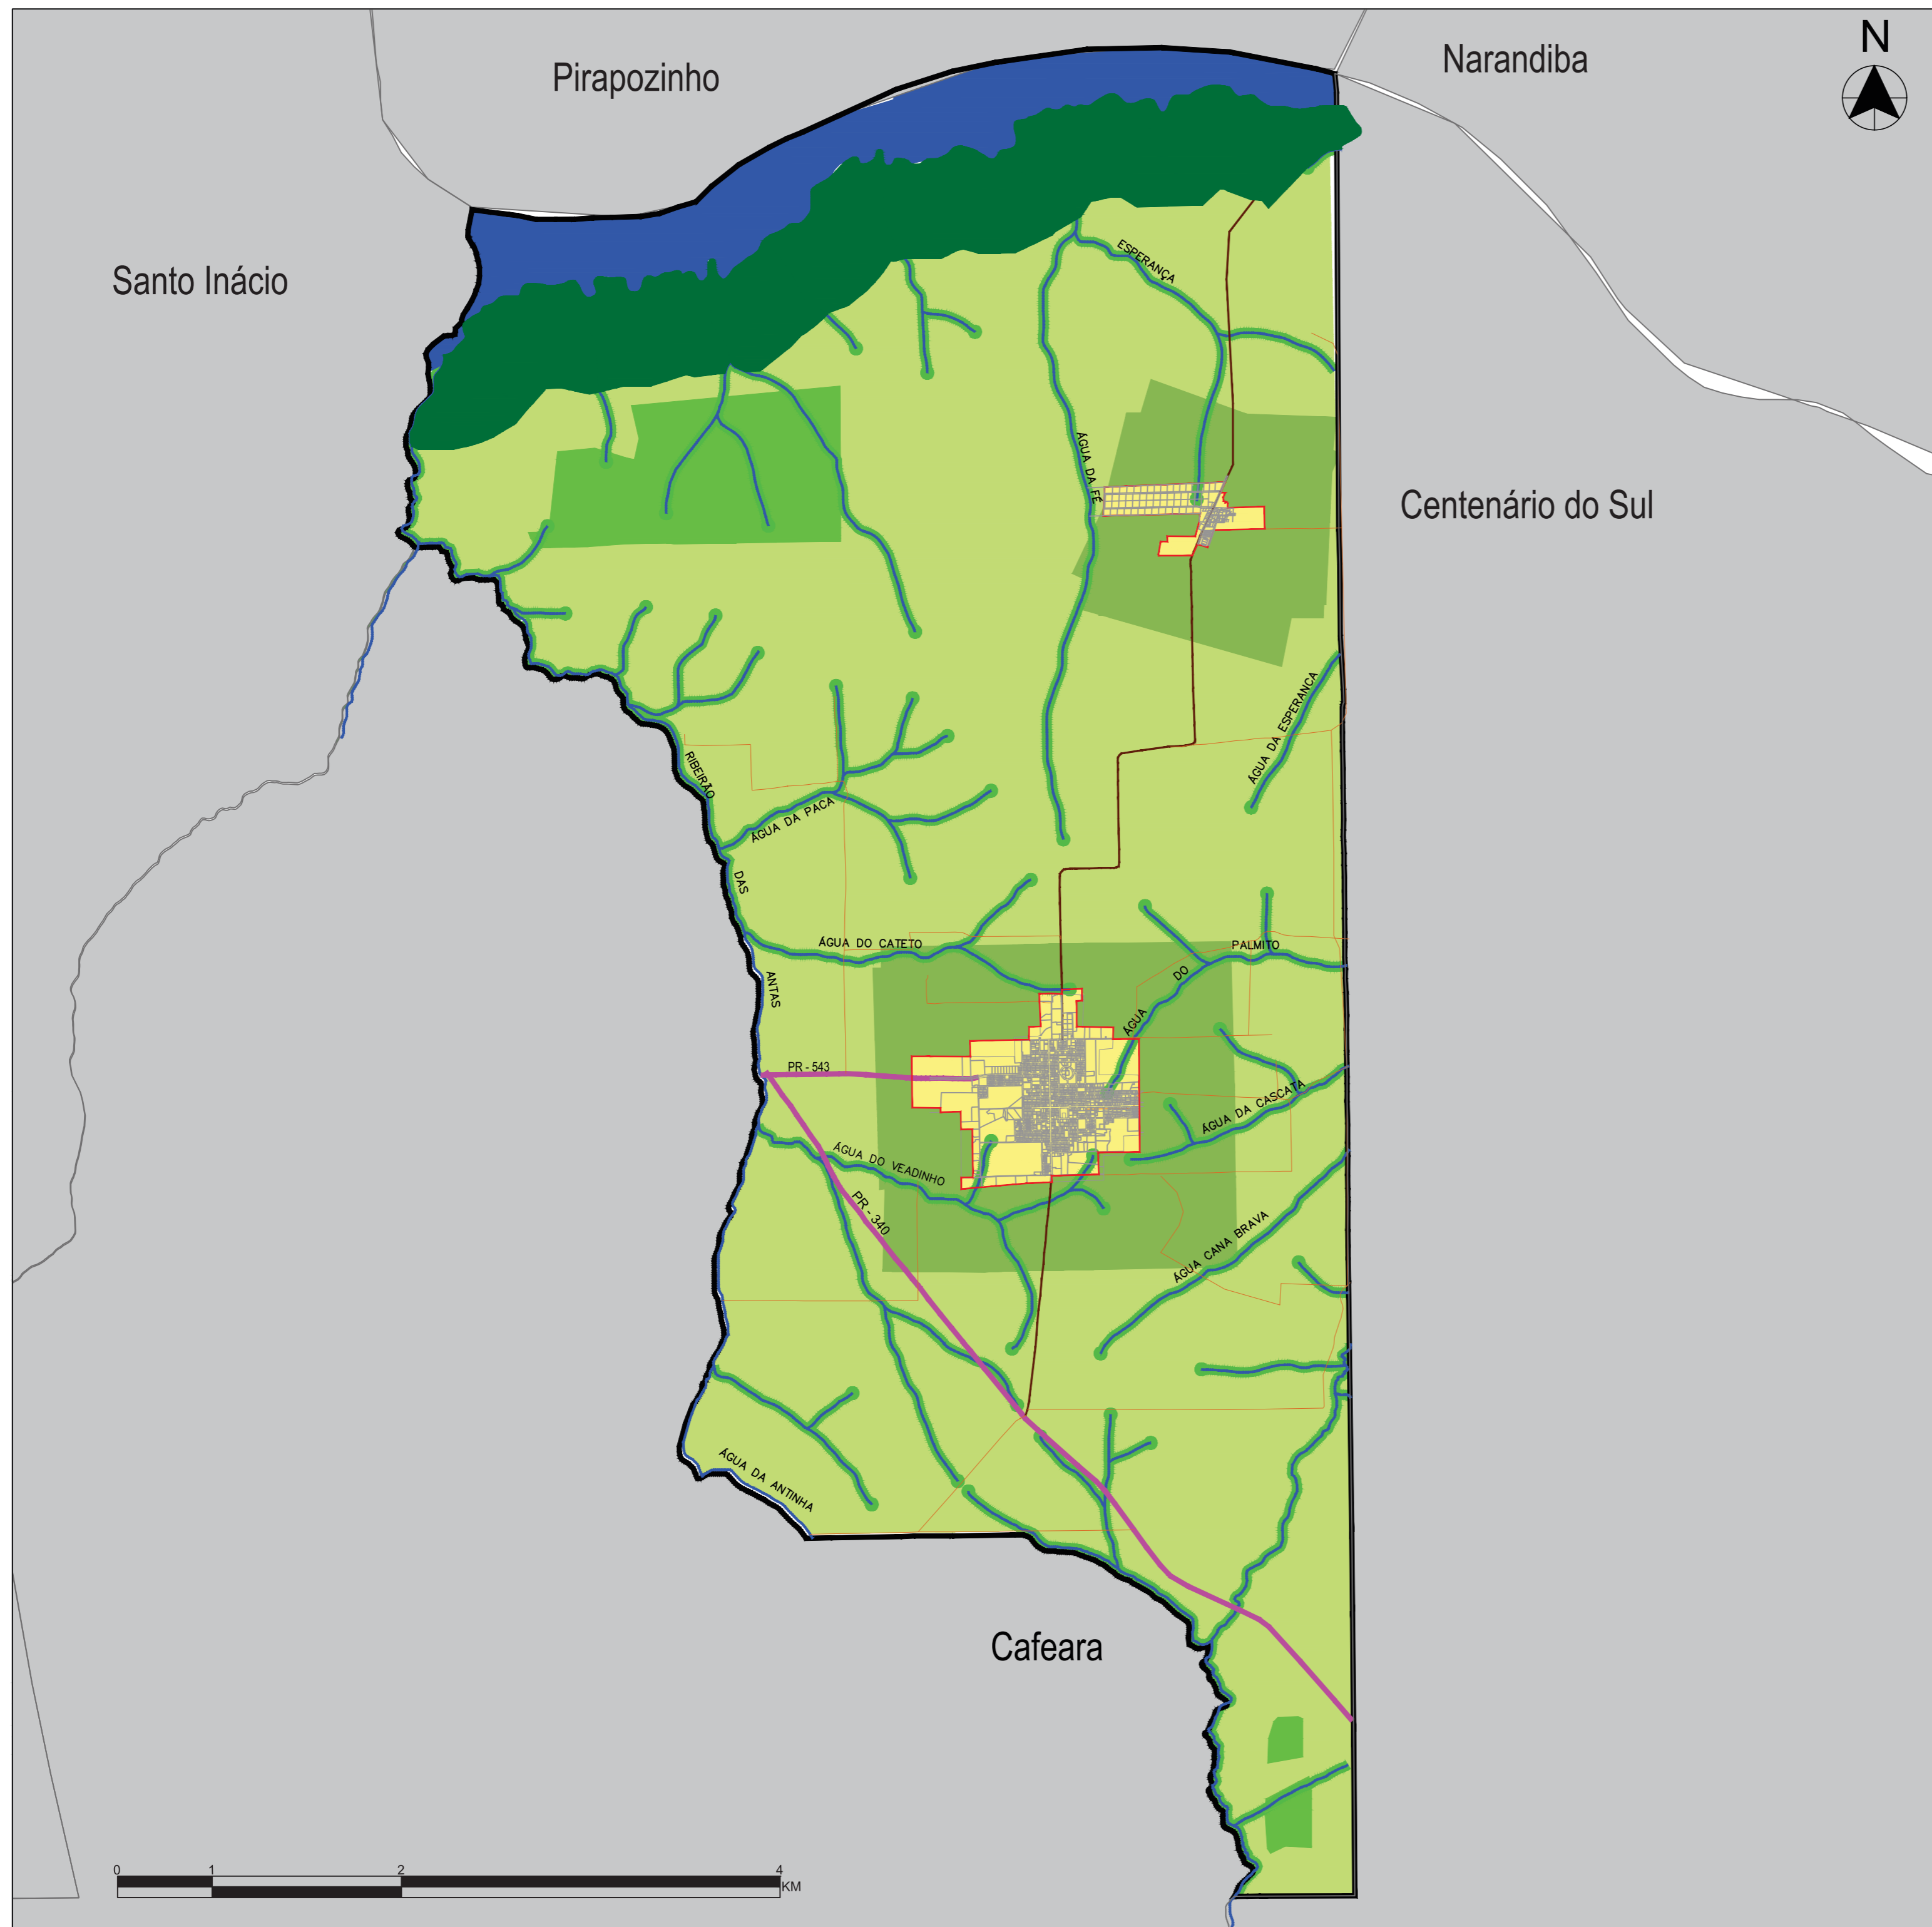 N
Narandiba
Pirapozinho
Santo Inácio
ESPERANÇA
ÁGUA DA FÉ
Centenário do Sul
ÁGUA DA ESPERANCA
RIBEIRÃO
ÁGUA DA PACA
DAS
ÁGUA DO CATETO
PALMITO
DO
ANTAS
ÁGUA
PR - 543
ÁGUA DA CASCATA
ÁGUA DO VEADINHO
PR - 340
ÁGUA CANA BRAVA
ÁGUA DA ANTINHA
Cafeara
0 1 2 4
KM